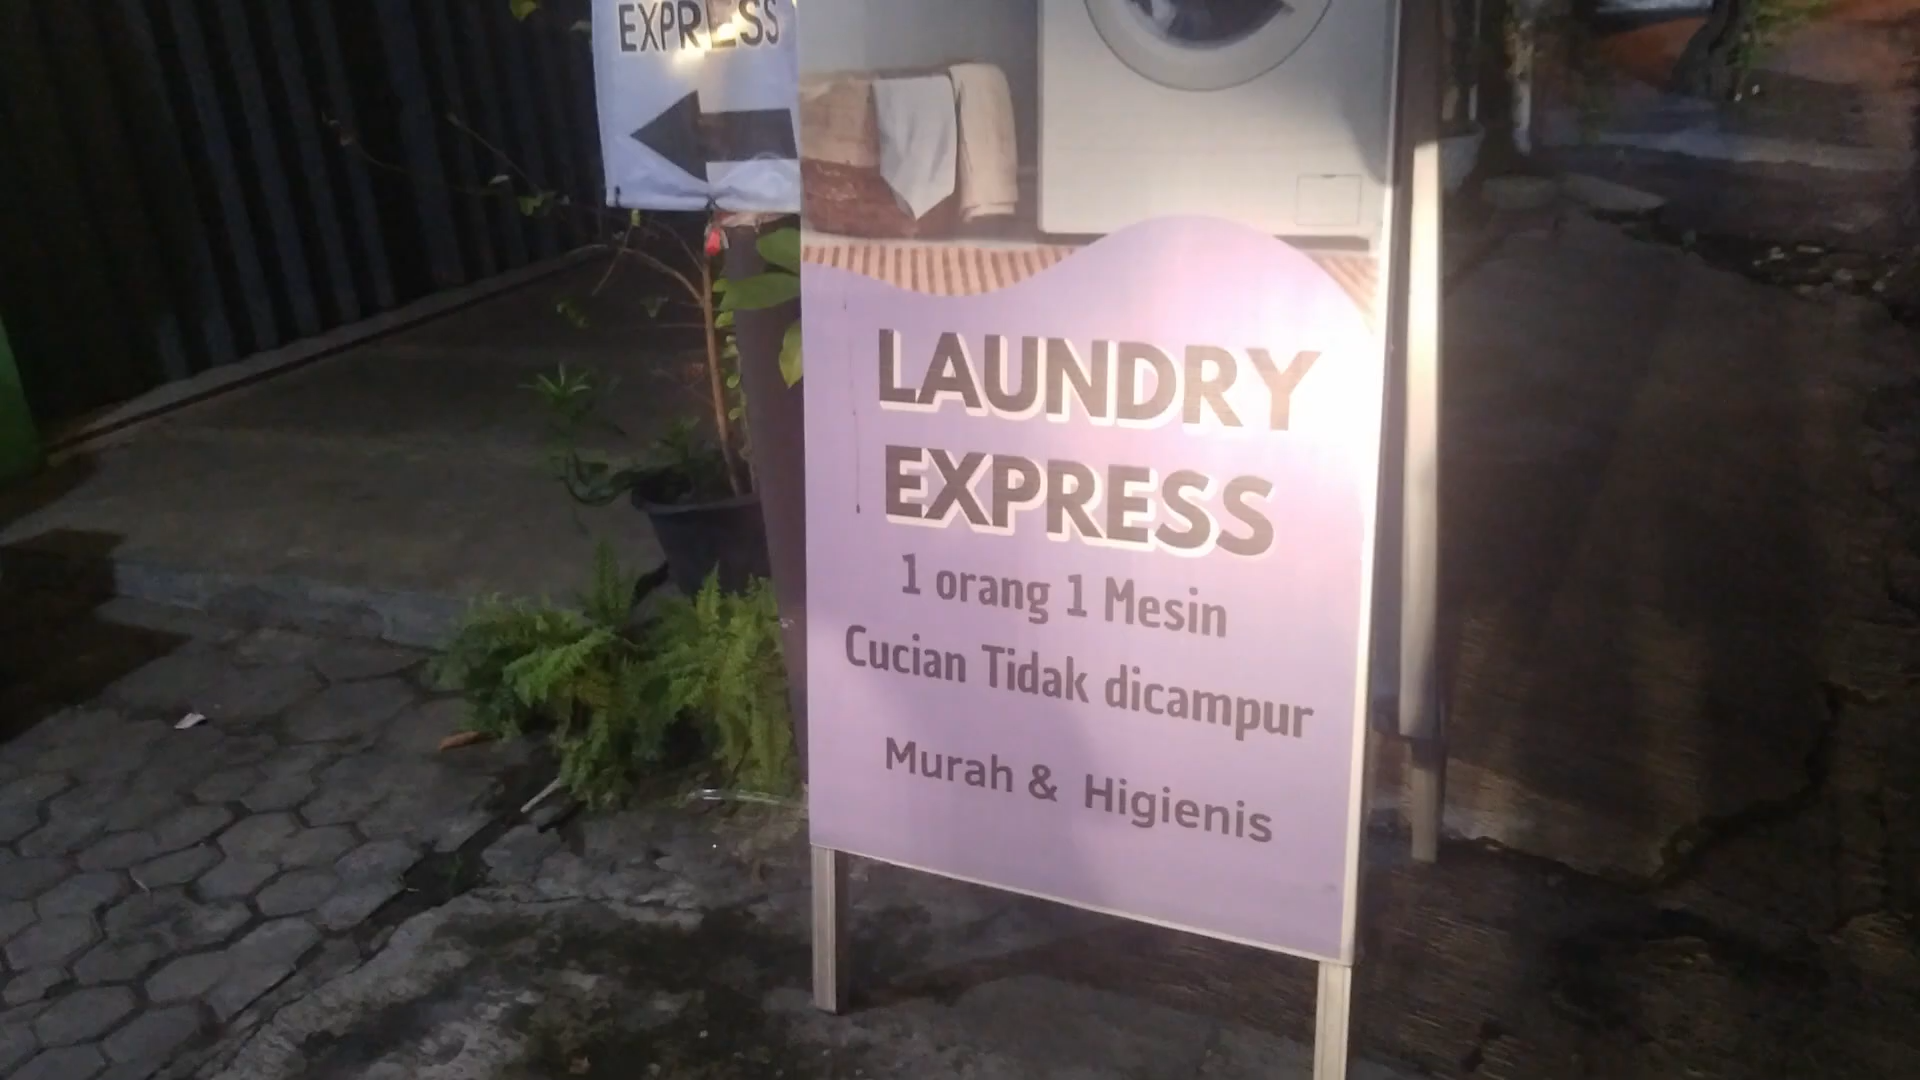 EXPRESS
LAUNDRY
EXPRESS
1 orang 1 Mesin
Cucian Tidak dicampur
Murah & Higienis